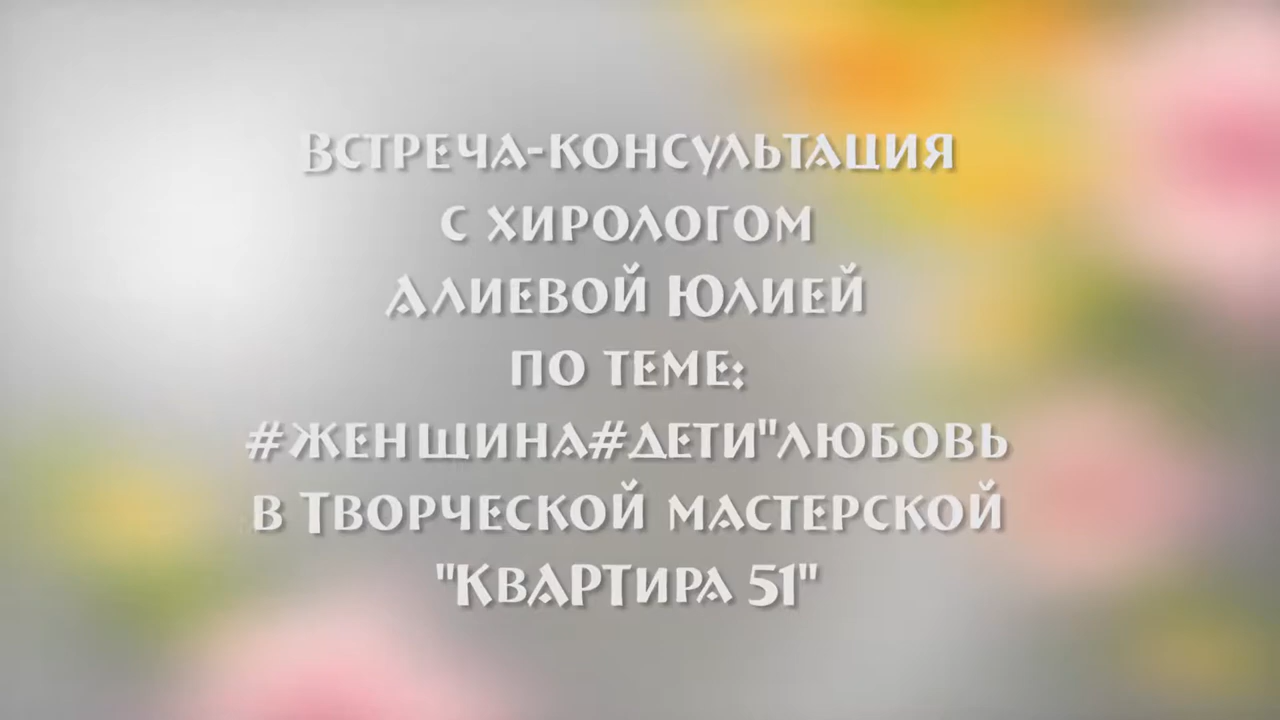 Встреча-консультация
с хирологом
Алиевой Юлией
по теме:
#женщина#дети"любовь
в Творческой мастерской
"КвАРТира 51"